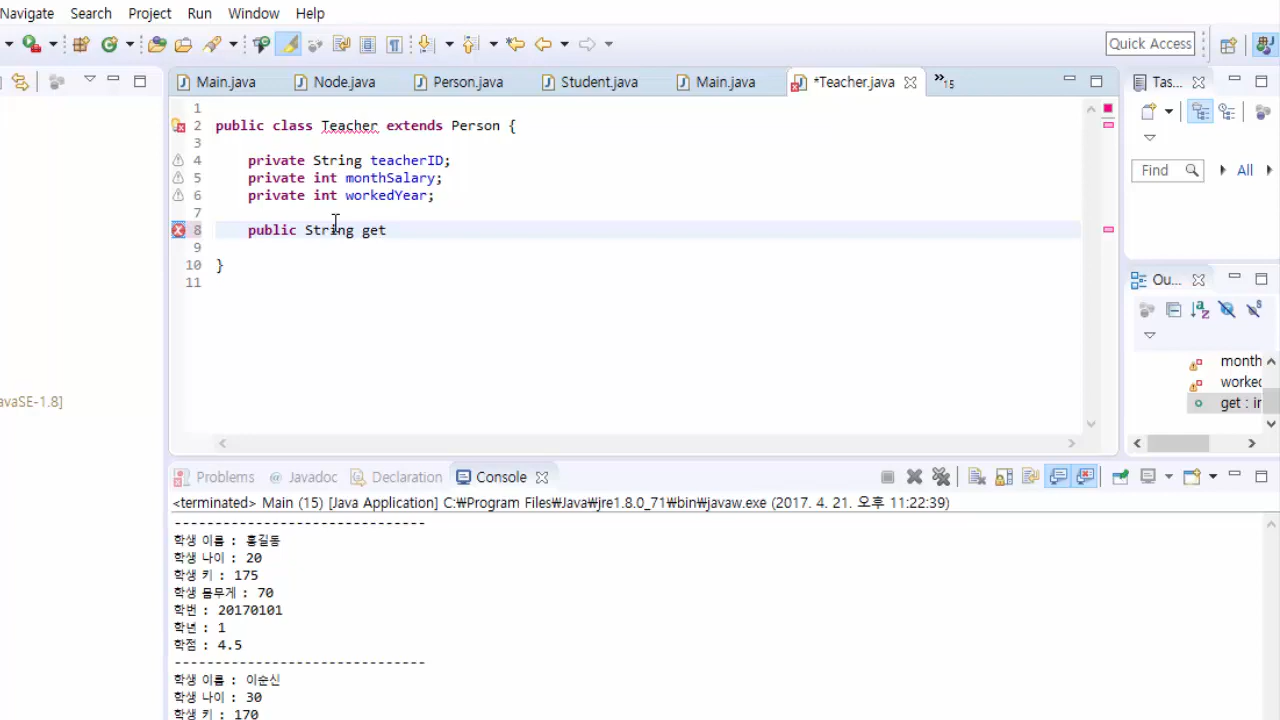 Navigate Search Project Run Window Help
Quick Access
Main.java Node.java Person.java Student.java Main.java *Teacher.java »15
Tas...
1
2 public class Teacher extends Person {
3
4 private String teacherID;
5 private int monthSalary;
6 private int workedYear;
7
8 public String get
9
10 }
11
Find All
Ou...
month
worked
get : in
avaSE-1.8]
Problems Javadoc Declaration Console
<terminated> Main (15) [Java Application] C:₩Program Files₩Java₩jre1.8.0_71₩bin₩javaw.exe (2017. 4. 21. 오후 11:22:39)
-------------------------------
학생 이름 : 홍길동
학생 나이 : 20
학생 키 : 175
학생 몸무게 : 70
학번 : 20170101
학년 : 1
학점 : 4.5
-------------------------------
학생 이름 : 이순신
학생 나이 : 30
학생 키 : 170